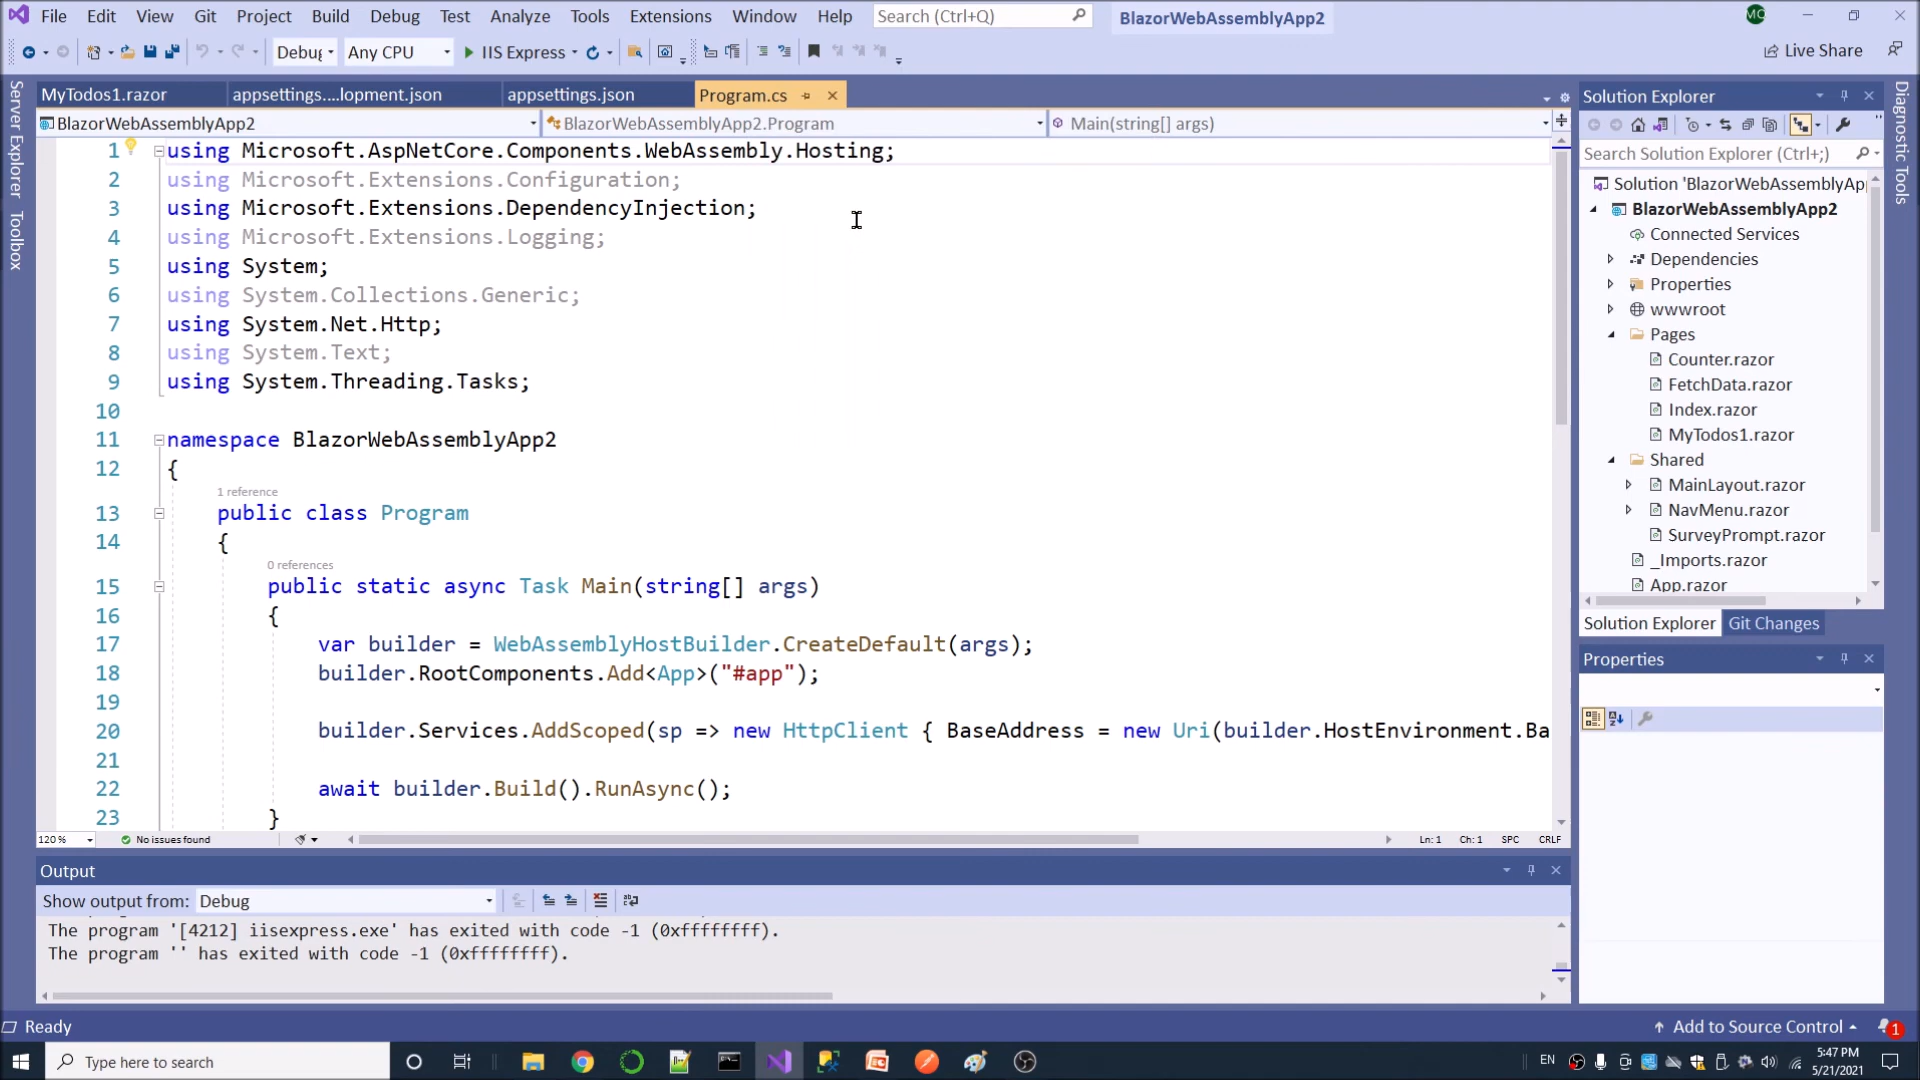 File Edit View Git Project Build Debug Test Analyze Tools Extensions Window Help Search (Ctrl+Q) BlazorWebAssemblyApp2 MC
Debug Any CPU IIS Express Live Share
MyTodos1.razor appsettings....lopment.json appsettings.json Program.cs
BlazorWebAssemblyApp2 BlazorWebAssemblyApp2.Program Main(string[] args)
Server Explorer
Toolbox
1 using Microsoft.AspNetCore.Components.WebAssembly.Hosting;
2 using Microsoft.Extensions.Configuration;
3 using Microsoft.Extensions.DependencyInjection;
4 using Microsoft.Extensions.Logging;
5 using System;
6 using System.Collections.Generic;
7 using System.Net.Http;
8 using System.Text;
9 using System.Threading.Tasks;
10
11 namespace BlazorWebAssemblyApp2
12 {
1 reference
13 public class Program
14 {
0 references
15 public static async Task Main(string[] args)
16 {
17 var builder = WebAssemblyHostBuilder.CreateDefault(args);
18 builder.RootComponents.Add<App>("#app");
19
20 builder.Services.AddScoped(sp => new HttpClient { BaseAddress = new Uri(builder.HostEnvironment.Ba
21
22 await builder.Build().RunAsync();
23 }
120 % No issues found Ln: 1 Ch: 1 SPC CRLF
Output
Show output from: Debug
The program '[4212] iisexpress.exe' has exited with code -1 (0xffffffff).
The program '' has exited with code -1 (0xffffffff).
Solution Explorer
Search Solution Explorer (Ctrl+;)
Solution 'BlazorWebAssemblyAp
BlazorWebAssemblyApp2
Connected Services
Dependencies
Properties
wwwroot
Pages
Counter.razor
FetchData.razor
Index.razor
MyTodos1.razor
Shared
MainLayout.razor
NavMenu.razor
SurveyPrompt.razor
_Imports.razor
App.razor
Solution Explorer Git Changes
Properties
Diagnostic Tools
Ready Add to Source Control 1
Type here to search EN 5:47 PM
5/21/2021